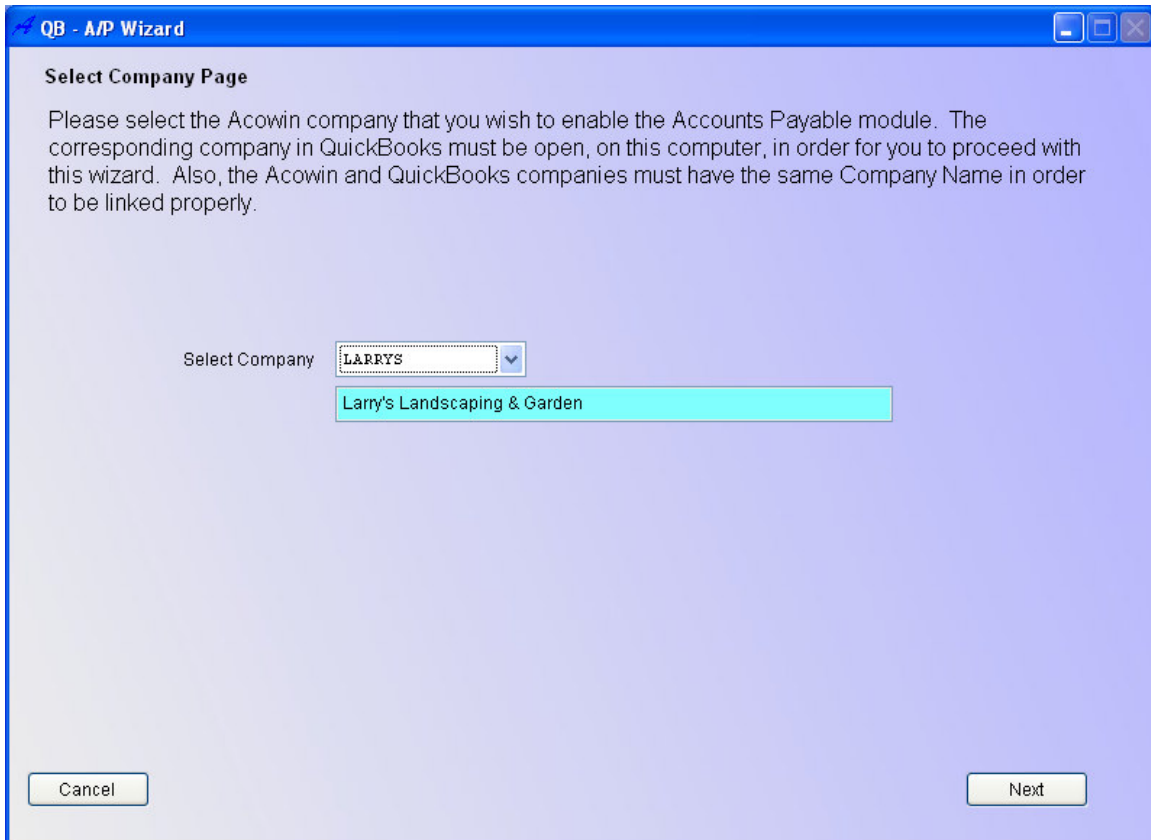 QB - A/P Wizard
Select Company Page
Please select the Acowin company that you wish to enable the Accounts Payable module. The
corresponding company in QuickBooks must be open, on this computer, in order for you to proceed with
this wizard. Also, the Acowin and QuickBooks companies must have the same Company Name in order
to be linked properly.
Select Company LARRYS
Larry's Landscaping & Garden
Cancel Next